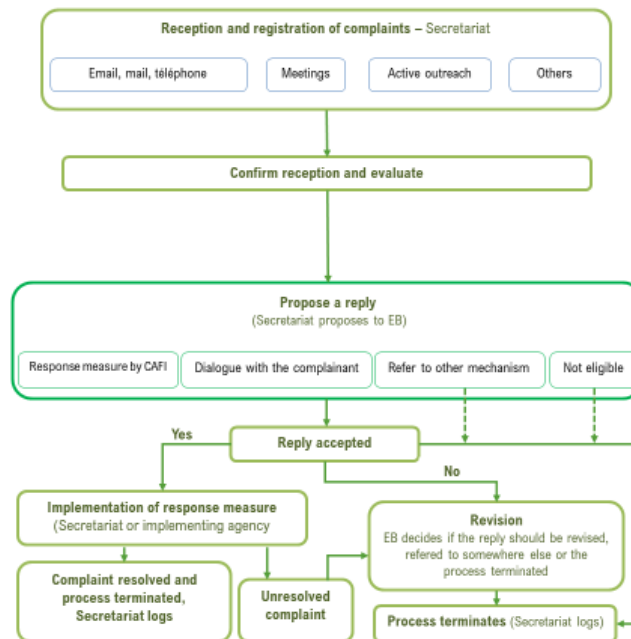 Reception and registration of complaints – Secretariat
Email, mail, téléphone
Meetings
Active outreach
Others
Confirm reception and evaluate
Propose a reply
(Secretariat proposes to EB)
Response measure by CAFI
Dialogue with the complainant
Refer to other mechanism
Not eligible
Yes
Reply accepted
No
Implementation of response measure
(Secretariat or implementing agency
Revision
EB decides if the reply should be revised,
refered to somewhere else or the
process terminated
Complaint resolved and
process terminated,
Secretariat logs
Unresolved
complaint
Process terminates (Secretariat logs)